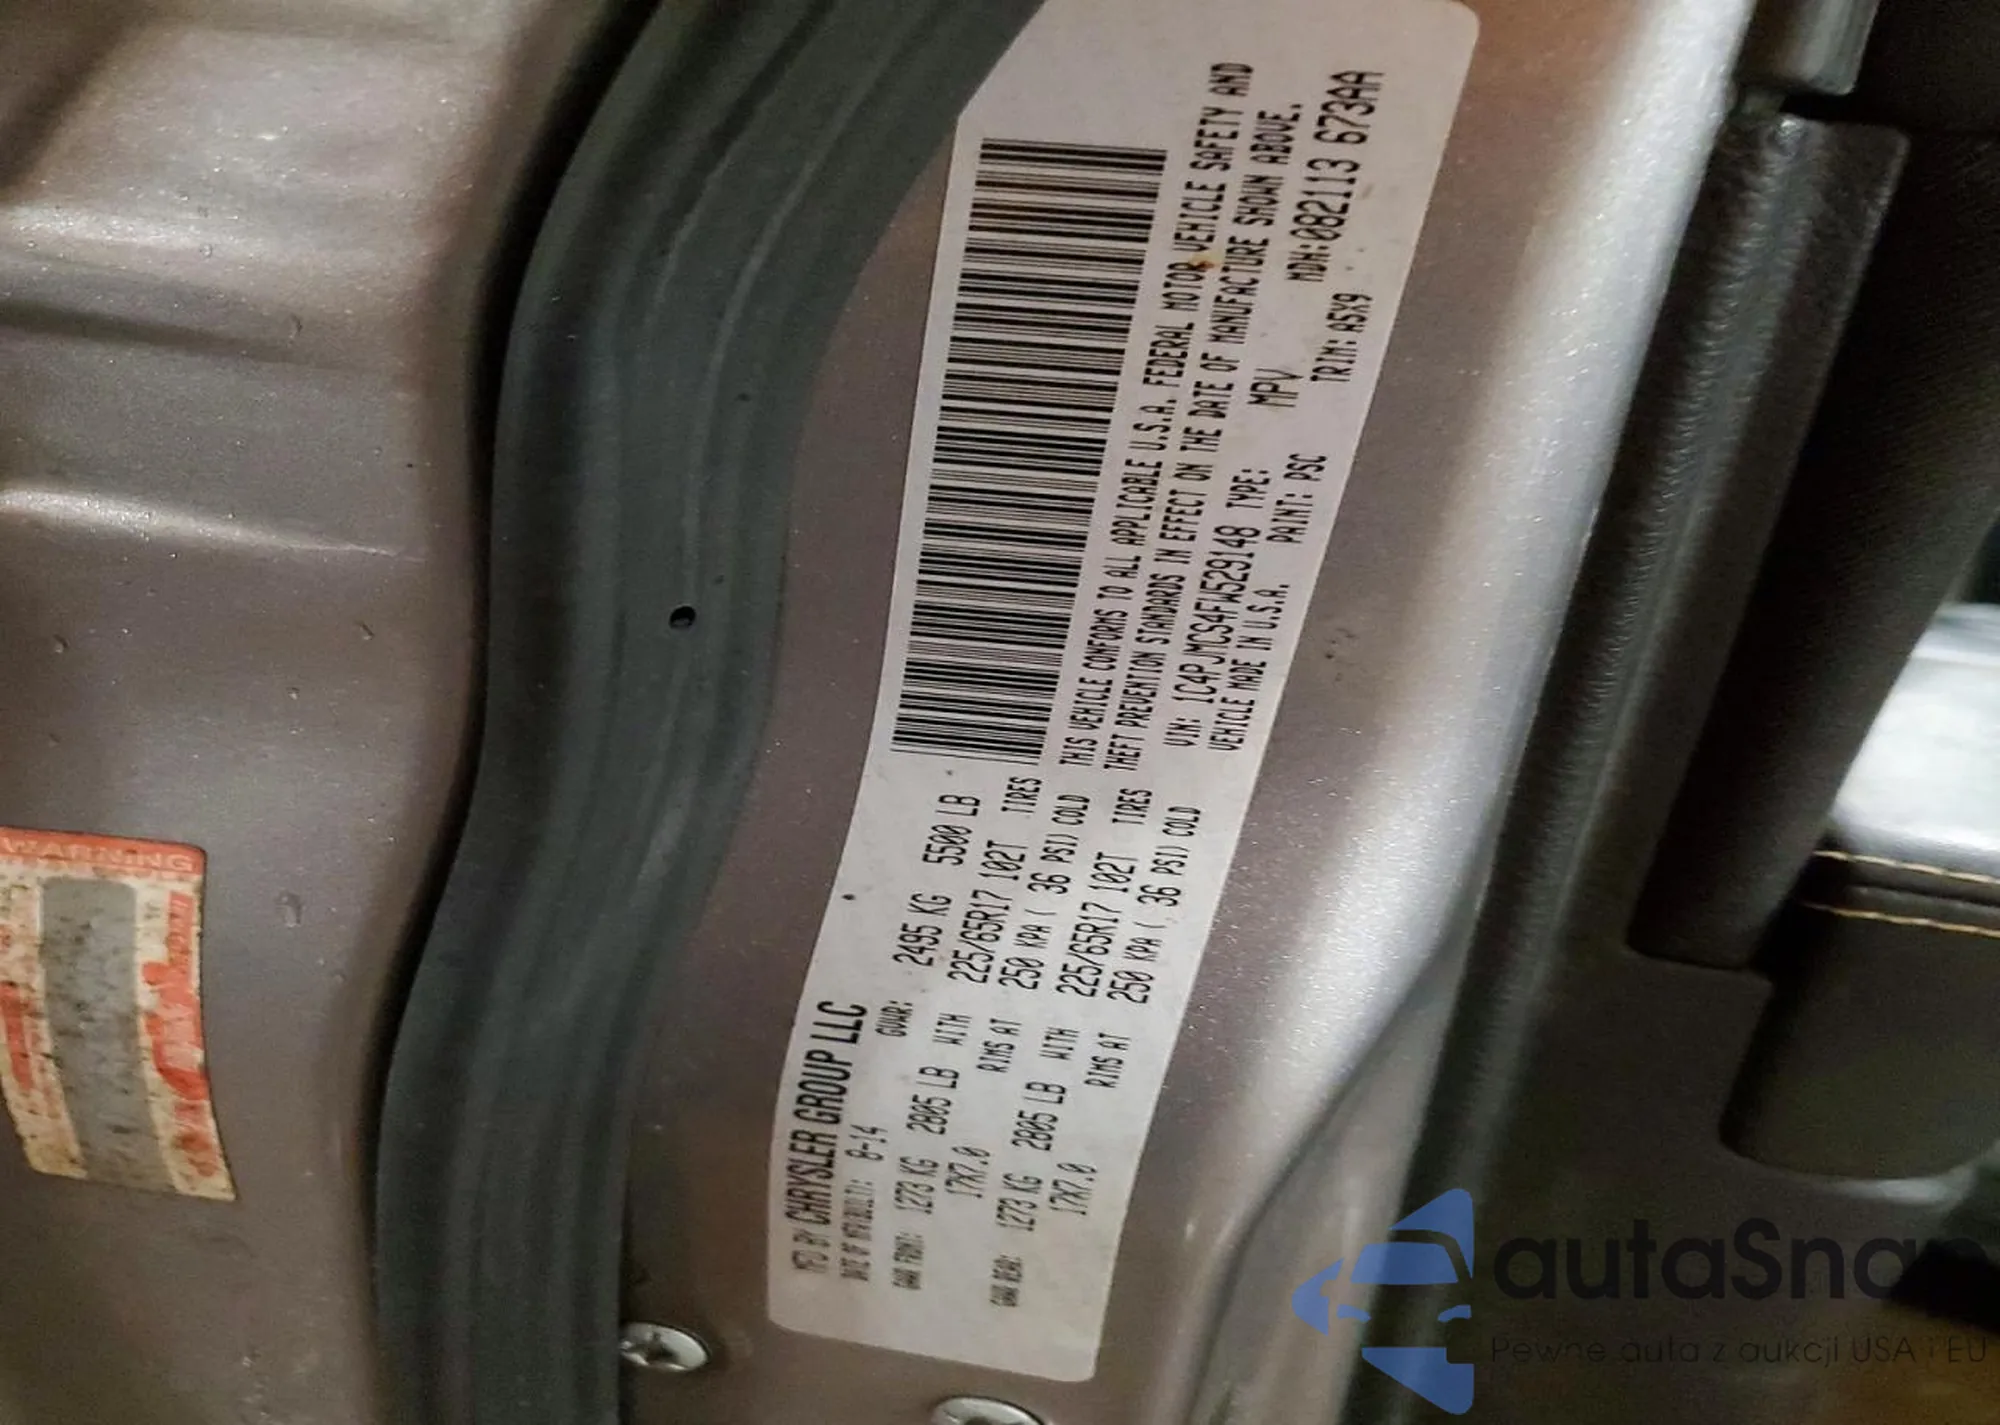 MFD BY CHRYSLER GROUP LLC
DATE OF MFR/BUILT: 8-14 GVWR: 2495 KG 5500 LB
GAWR FRONT: 1273 KG 2805 LB WITH 225/65R17 102T TIRES
17X7.0 RIMS AT 250 KPA ( 36 PSI) COLD
GAWR REAR: 1273 KG 2805 LB WITH 225/65R17 102T TIRES
17X7.0 RIMS AT 250 KPA ( 36 PSI) COLD
THIS VEHICLE CONFORMS TO ALL APPLICABLE U.S.A. FEDERAL MOTOR VEHICLE SAFETY AND
THEFT PREVENTION STANDARDS IN EFFECT ON THE DATE OF MANUFACTURE SHOWN ABOVE.
VIN: 1C4PJMCS4FW529148 TYPE: MPV MDH:082113 673AA
VEHICLE MADE IN U.S.A. PAINT: PSC TRIM:A5X9
WARNING
autaSnap
Pewne auta z aukcji USA i EU